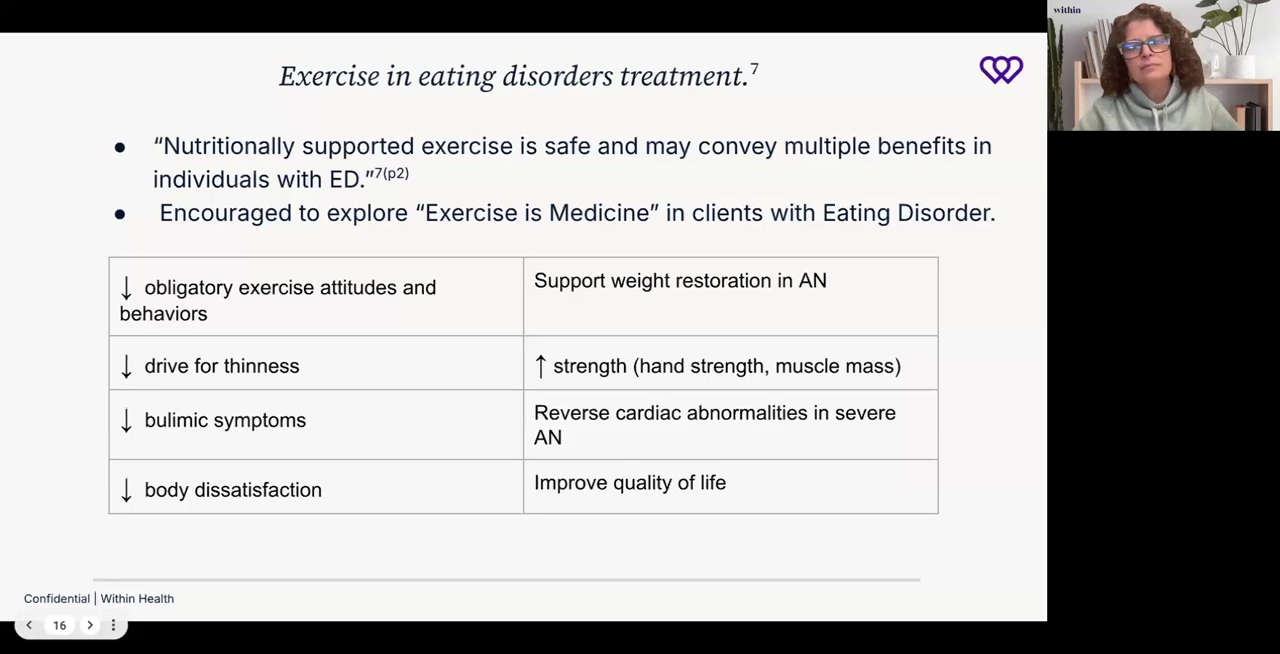 within
Exercise in eating disorders treatment.7
● “Nutritionally supported exercise is safe and may convey multiple benefits in
individuals with ED.”7(p2)
● Encouraged to explore “Exercise is Medicine” in clients with Eating Disorder.
↓ obligatory exercise attitudes and
behaviors
Support weight restoration in AN
↓ drive for thinness
↑ strength (hand strength, muscle mass)
↓ bulimic symptoms
Reverse cardiac abnormalities in severe
AN
↓ body dissatisfaction
Improve quality of life
Confidential | Within Health
16